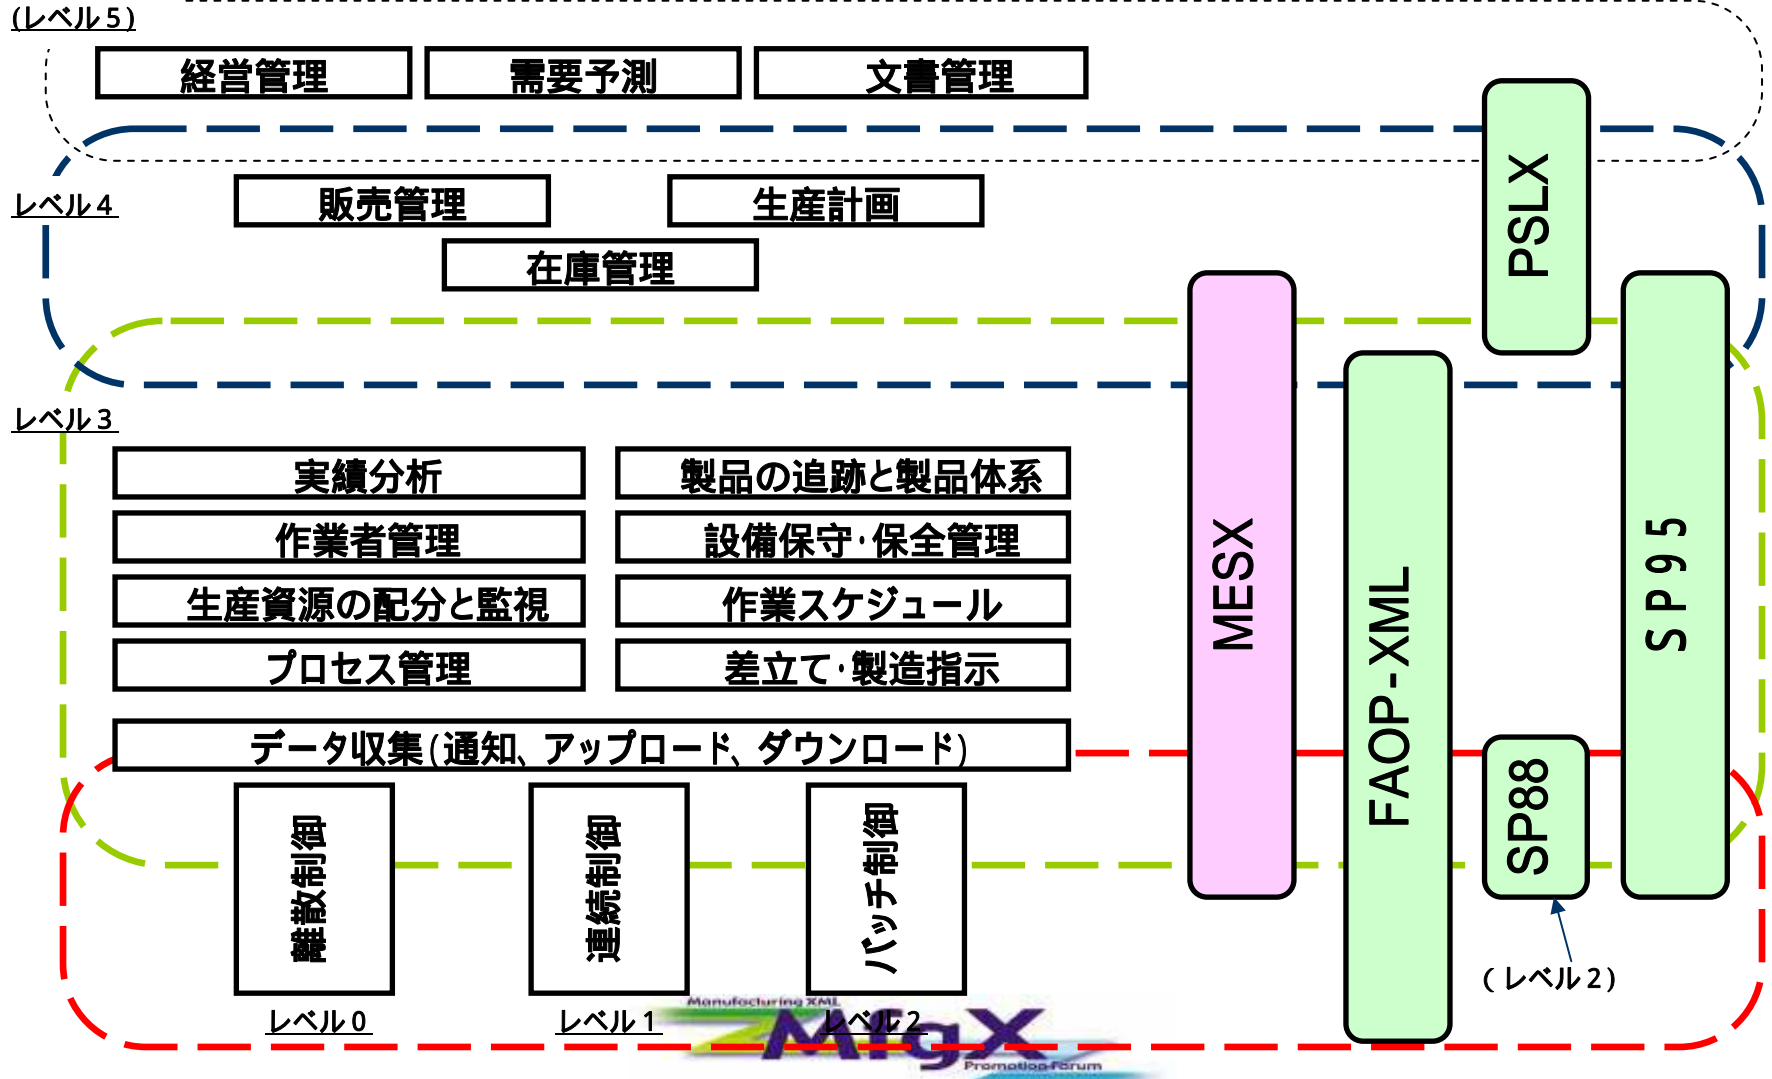 (レベル5)
経営管理
需要予測
文書管理
レベル4
販売管理
生産計画
在庫管理
PSLX
レベル3
実績分析
製品の追跡と製品体系
作業者管理
設備保守・保全管理
生産資源の配分と監視
作業スケジュール
プロセス管理
差立て・製造指示
データ収集(通知、アップロード、ダウンロード)
MESX
FAOP-XML
SP95
SP88
離散制御
連続制御
バッチ制御
(レベル2)
レベル0
レベル1
レベル2
Manufacturing XML
MfgX
Promotion Forum